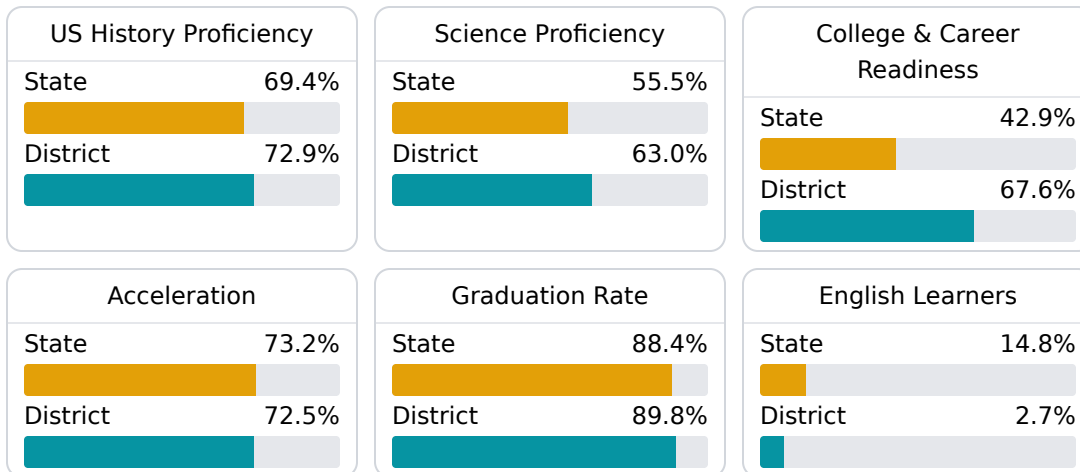 US History Proficiency
State 69.4%
District 72.9%
Science Proficiency
State 55.5%
District 63.0%
College & Career
Readiness
State 42.9%
District 67.6%
Acceleration
State 73.2%
District 72.5%
Graduation Rate
State 88.4%
District 89.8%
English Learners
State 14.8%
District 2.7%